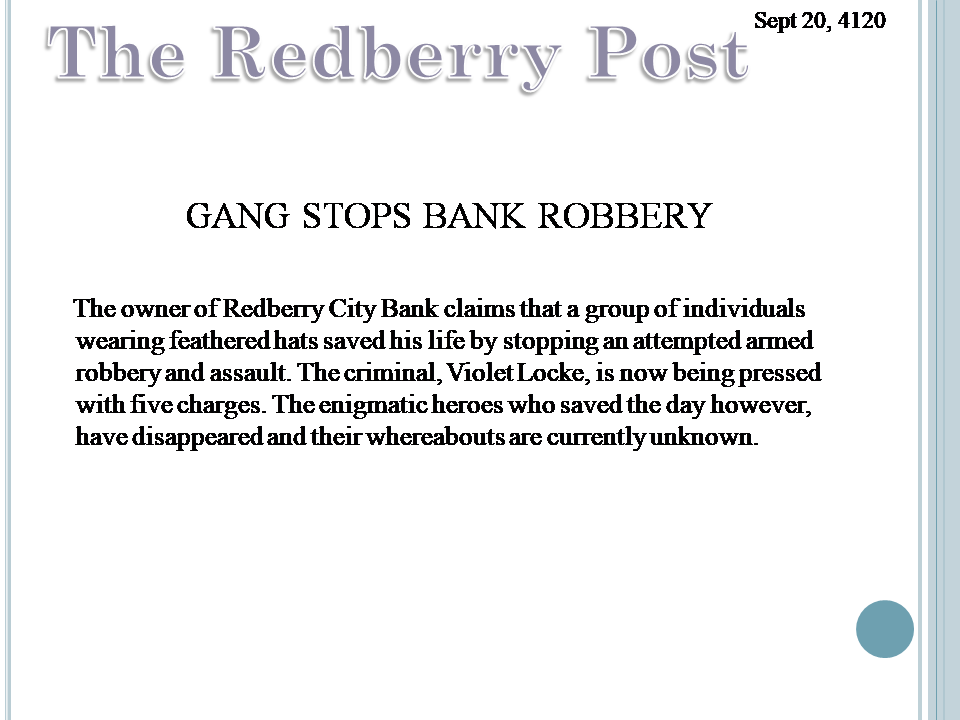 Sept 20, 4120
The Redberry Post
GANG STOPS BANK ROBBERY
The owner of Redberry City Bank claims that a group of individuals
wearing feathered hats saved his life by stopping an attempted armed
robbery and assault. The criminal, Violet Locke, is now being pressed
with five charges. The enigmatic heroes who saved the day however,
have disappeared and their whereabouts are currently unknown.